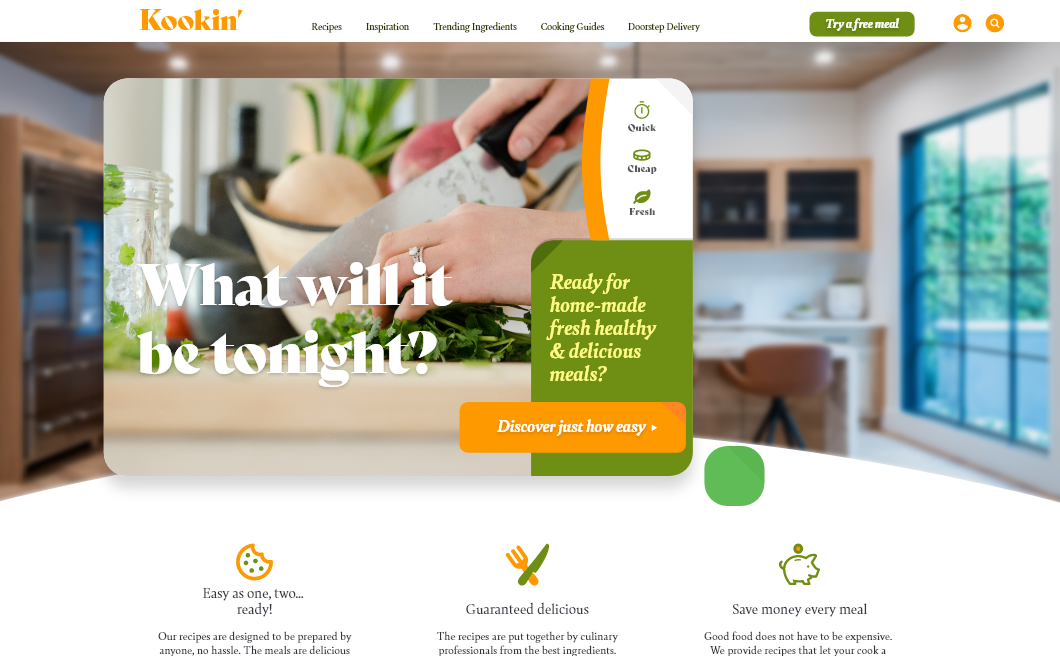 Kookin'
Recipes
Inspiration
Trending Ingredients
Cooking Guides
Doorstep Delivery
Try a free meal
Quick
Cheap
Fresh
What will it
be tonight?
Ready for
home-made
fresh healthy
& delicious
meals?
Discover just how easy
Easy as one, two...
ready!
Our recipes are designed to be prepared by
anyone, no hassle. The meals are delicious
Guaranteed delicious
The recipes are put together by culinary
professionals from the best ingredients.
Save money every meal
Good food does not have to be expensive.
We provide recipes that let your cook a